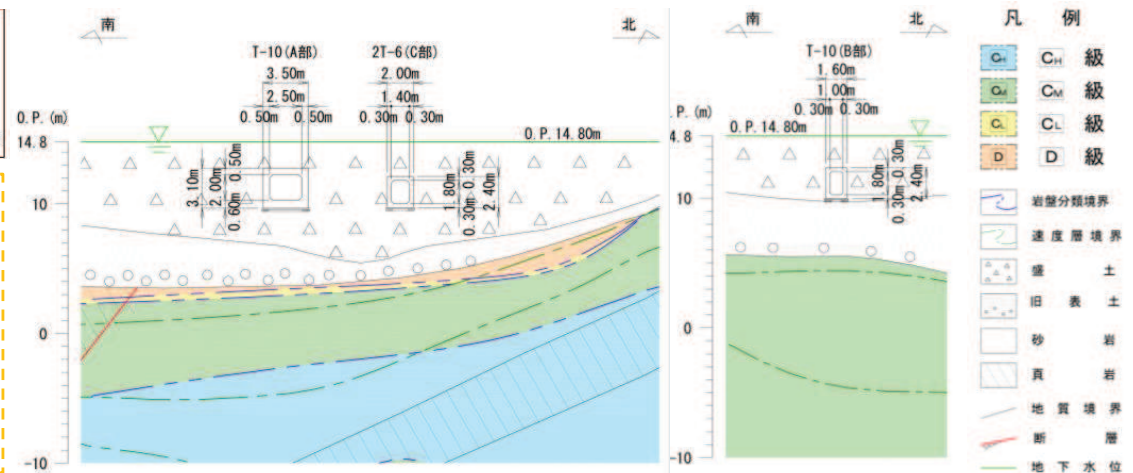 南
北
T-10(A部)
3.50m
2.50m
0.50m
0.50m
2T-6(C部)
2.00m
1.40m
0.30m
0.30m
O.P.(m)
14.8
O.P.14.80m
3.10m
2.00m
0.50m
0.60m
1.80m
0.30m
0.30m
2.40m
10
0
-10
南
北
T-10(B部)
1.60m
1.00m
0.30m
0.30m
O.P.(m)
14.8
O.P.14.80m
1.80m
0.30m
0.30m
2.40m
10
0
-10
凡 例
CH CH 級
CM CM 級
CL CL 級
D D 級
岩盤分類境界
速度層境界
盛 土
旧 表 土
砂 岩
頁 岩
地 質 境 界
断 層
地 下 水 位